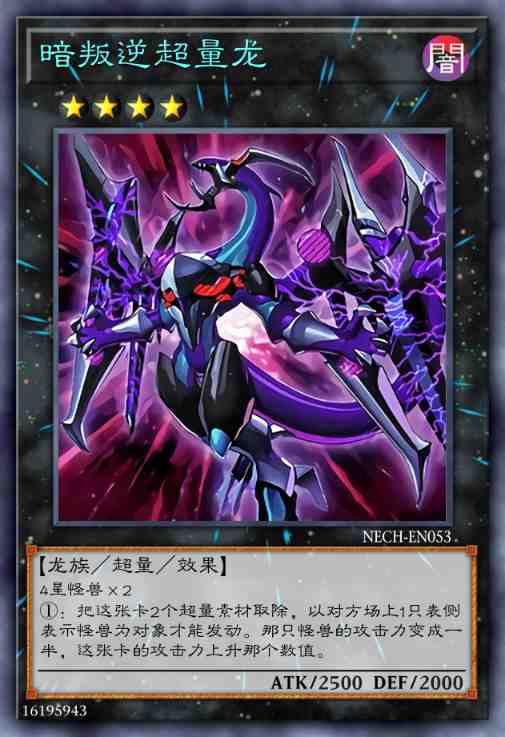 暗叛逆超量龙
闇
NECH-EN053
【龙族／超量／效果】
4星怪兽×2
①：把这张卡2个超量素材取除，以对方场上1只表侧
表示怪兽为对象才能发动。那只怪兽的攻击力变成一
半，这张卡的攻击力上升那个数值。
ATK/2500 DEF/2000
16195943